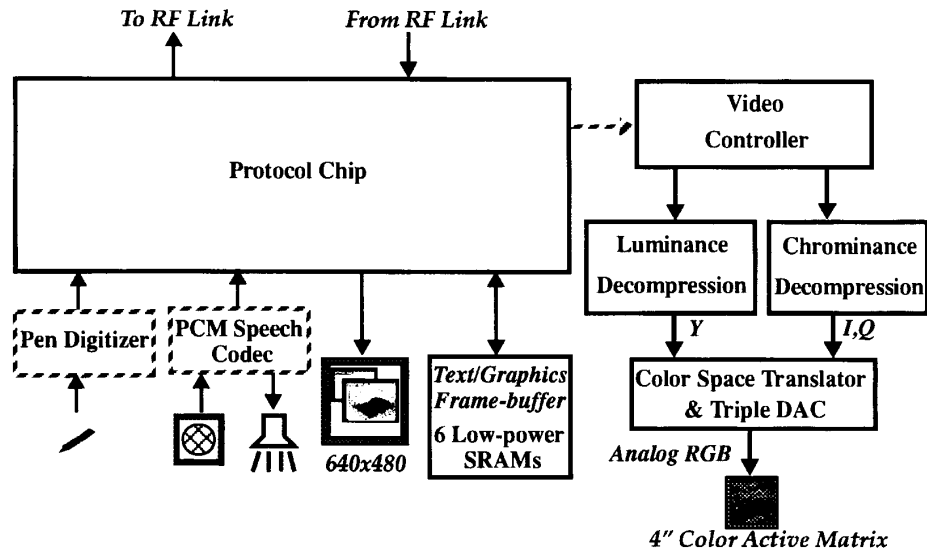 To RF Link
From RF Link
Protocol Chip
Video
Controller
Luminance
Decompression
Chrominance
Decompression
Pen Digitizer
PCM Speech
Codec
Y
I,Q
Text/Graphics
Frame-buffer
6 Low-power
SRAMs
640x480
Color Space Translator
& Triple DAC
Analog RGB
4" Color Active Matrix